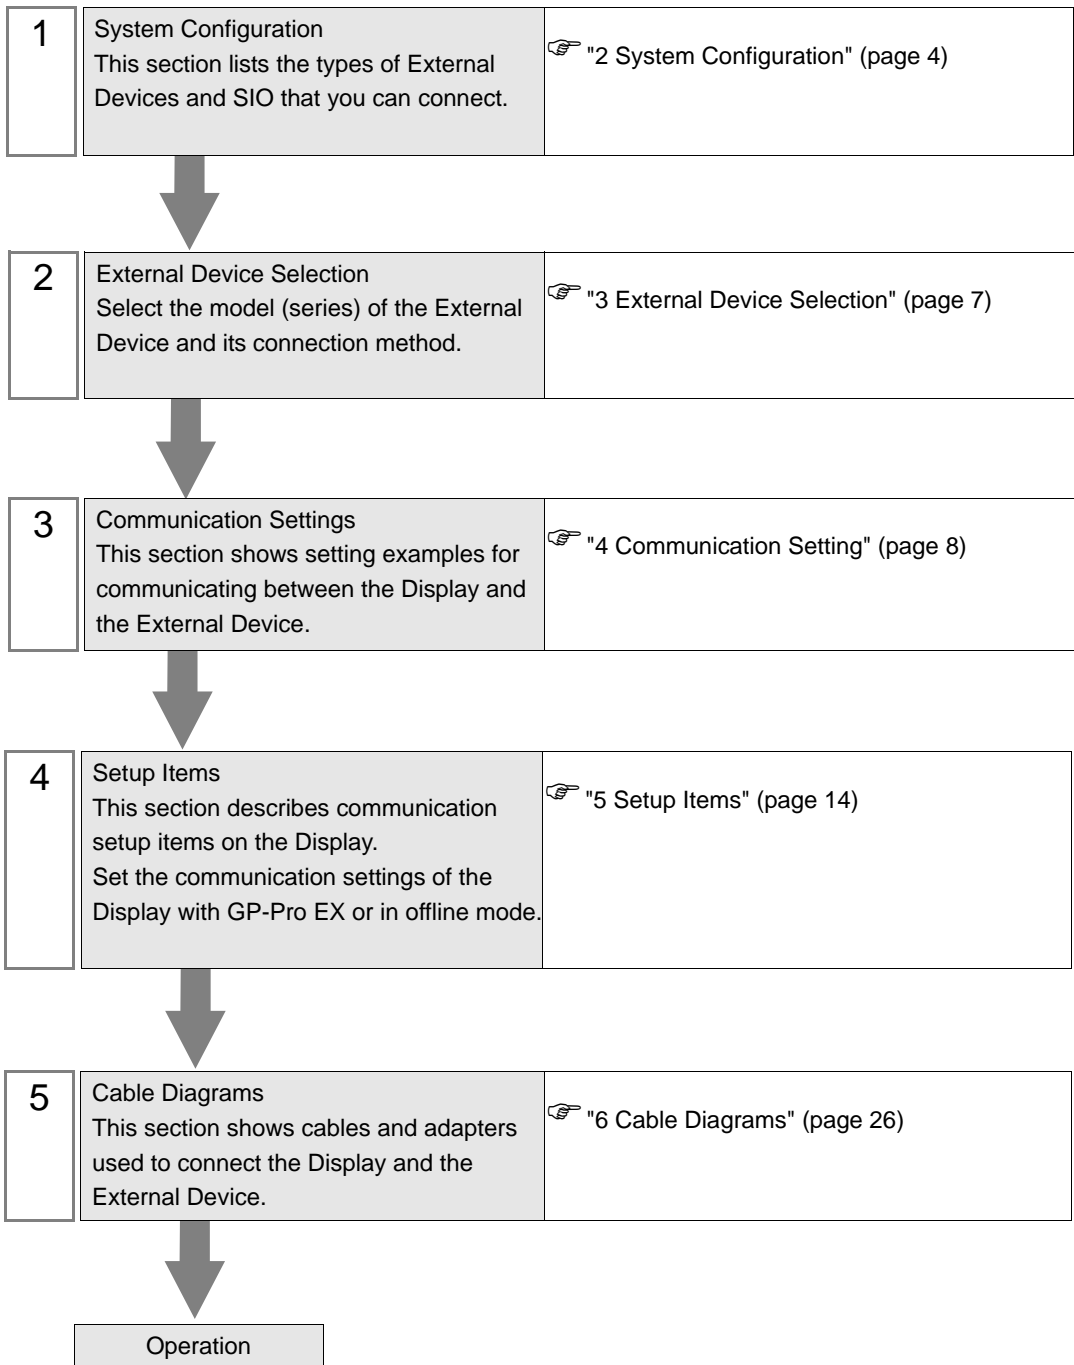 1
System Configuration
This section lists the types of External
Devices and SIO that you can connect.
"2 System Configuration" (page 4)
2
External Device Selection
Select the model (series) of the External
Device and its connection method.
"3 External Device Selection" (page 7)
3
Communication Settings
This section shows setting examples for
communicating between the Display and
the External Device.
"4 Communication Setting" (page 8)
4
Setup Items
This section describes communication
setup items on the Display.
Set the communication settings of the
Display with GP-Pro EX or in offline mode.
"5 Setup Items" (page 14)
5
Cable Diagrams
This section shows cables and adapters
used to connect the Display and the
External Device.
"6 Cable Diagrams" (page 26)
Operation